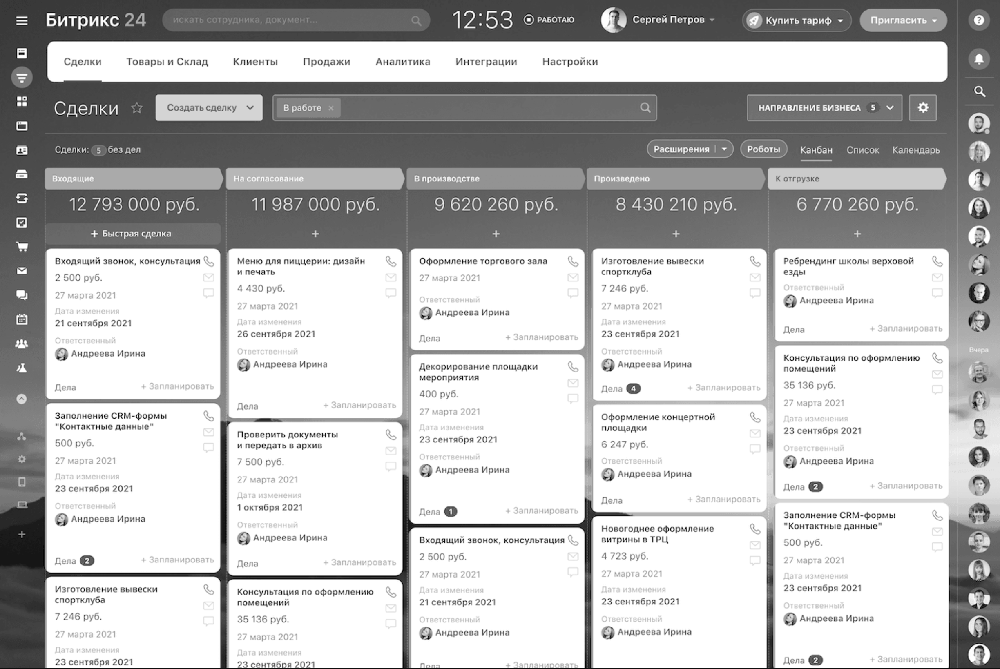 Битрикс 24
искать сотрудника, документ...
12:53
РАБОТАЮ
Сергей Петров
Купить тариф
Пригласить
Сделки
Товары и Склад
Клиенты
Продажи
Аналитика
Интеграции
Настройки
Сделки
Создать сделку
В работе ×
НАПРАВЛЕНИЕ БИЗНЕСА 5
Сделки: 5 без дел
Расширения
Роботы
Канбан
Список
Календарь
Входящие
12 793 000 руб.
+ Быстрая сделка
Входящий звонок, консультация
2 500 руб.
27 марта 2021
Дата изменения
21 сентября 2021
Ответственный
Андреева Ирина
Дела
+ Запланировать
Заполнение CRM-формы
"Контактные данные"
500 руб.
27 марта 2021
Дата изменения
23 сентября 2021
Ответственный
Андреева Ирина
Дела 2
+ Запланировать
Изготовление вывески
спортклуба
7 246 руб.
27 марта 2021
Дата изменения
23 сентября 2021
На согласование
11 987 000 руб.
+
Меню для пиццерии: дизайн
и печать
4 430 руб.
27 марта 2021
Дата изменения
26 сентября 2021
Ответственный
Андреева Ирина
Дела
+ Запланировать
Проверить документы
и передать в архив
7 500 руб.
27 марта 2021
Дата изменения
1 октября 2021
Ответственный
Андреева Ирина
Дела
+ Запланировать
Консультация по оформлению
помещений
35 136 руб.
27 марта 2021
Дата изменения
23 сентября 2021
В производстве
9 620 260 руб.
+
Оформление торгового зала
27 марта 2021
Ответственный
Андреева Ирина
Дела
+ Запланировать
Декорирование площадки
мероприятия
400 руб.
27 марта 2021
Дата изменения
23 сентября 2021
Ответственный
Андреева Ирина
Дела 1
+ Запланировать
Входящий звонок, консультация
2 500 руб.
27 марта 2021
Дата изменения
21 сентября 2021
Ответственный
Андреева Ирина
Дела
+ Запланировать
Произведено
8 430 210 руб.
+
Изготовление вывески
спортклуба
7 246 руб.
27 марта 2021
Дата изменения
23 сентября 2021
Ответственный
Андреева Ирина
Дела 4
+ Запланировать
Оформление концертной
площадки
6 247 руб.
Ответственный
Андреева Ирина
Дела
+ Запланировать
Новогоднее оформление
витрины в ТРЦ
4 723 руб.
27 марта 2021
Дата изменения
23 сентября 2021
Ответственный
Андреева Ирина
К отгрузке
6 770 260 руб.
+
Ребрендинг школы верховой
езды
Ответственный
Андреева Ирина
Дела
+ Запланировать
Консультация по оформлению
помещений
35 136 руб.
27 марта 2021
Дата изменения
23 сентября 2021
Ответственный
Андреева Ирина
Дела 2
+ Запланировать
Заполнение CRM-формы
"Контактные данные"
500 руб.
27 марта 2021
Дата изменения
23 сентября 2021
Ответственный
Андреева Ирина
Дела 2
+ Запланировать
Вчера